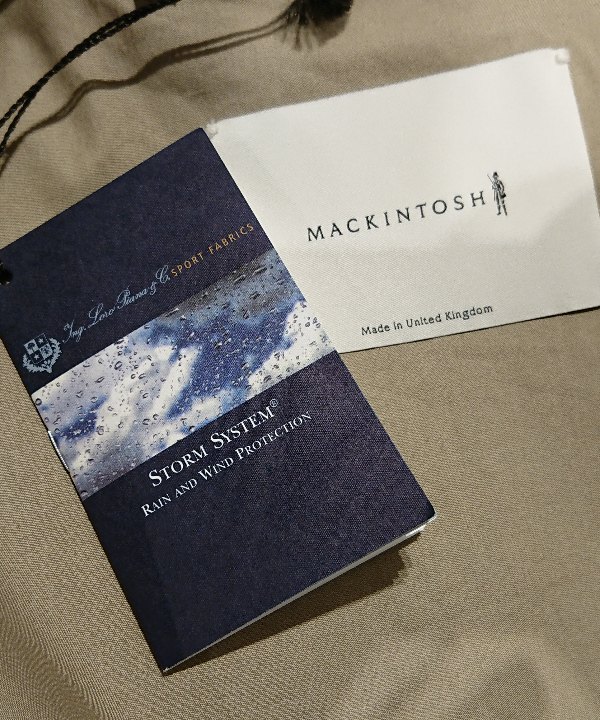 MACKINTOSH
Made in United Kingdom
Ing. Loro Piana & C. SPORT FABRICS
STORM SYSTEM®
RAIN AND WIND PROTECTION